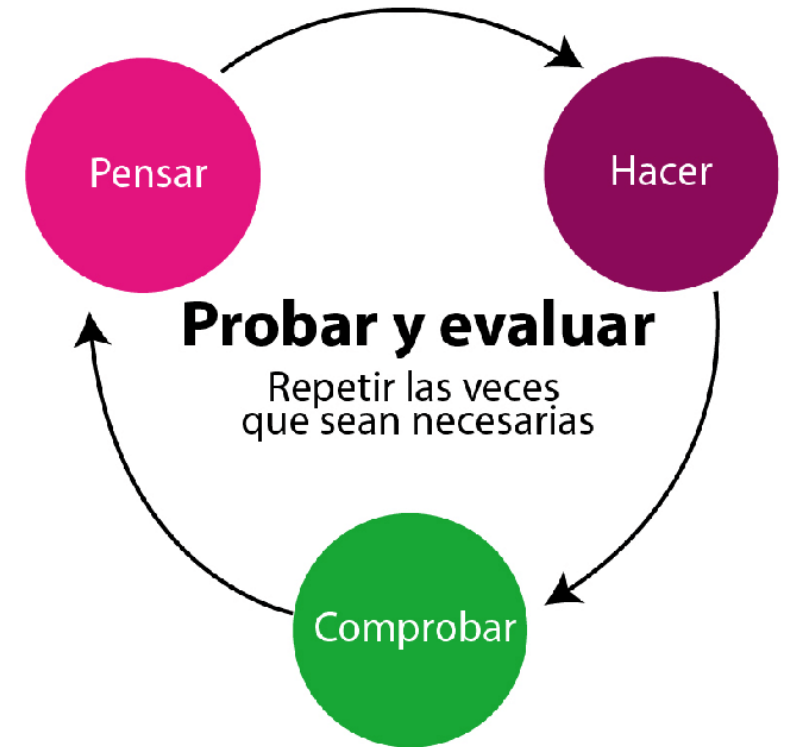 Pensar
Hacer
Probar y evaluar
Repetir las veces
que sean necesarias
Comprobar